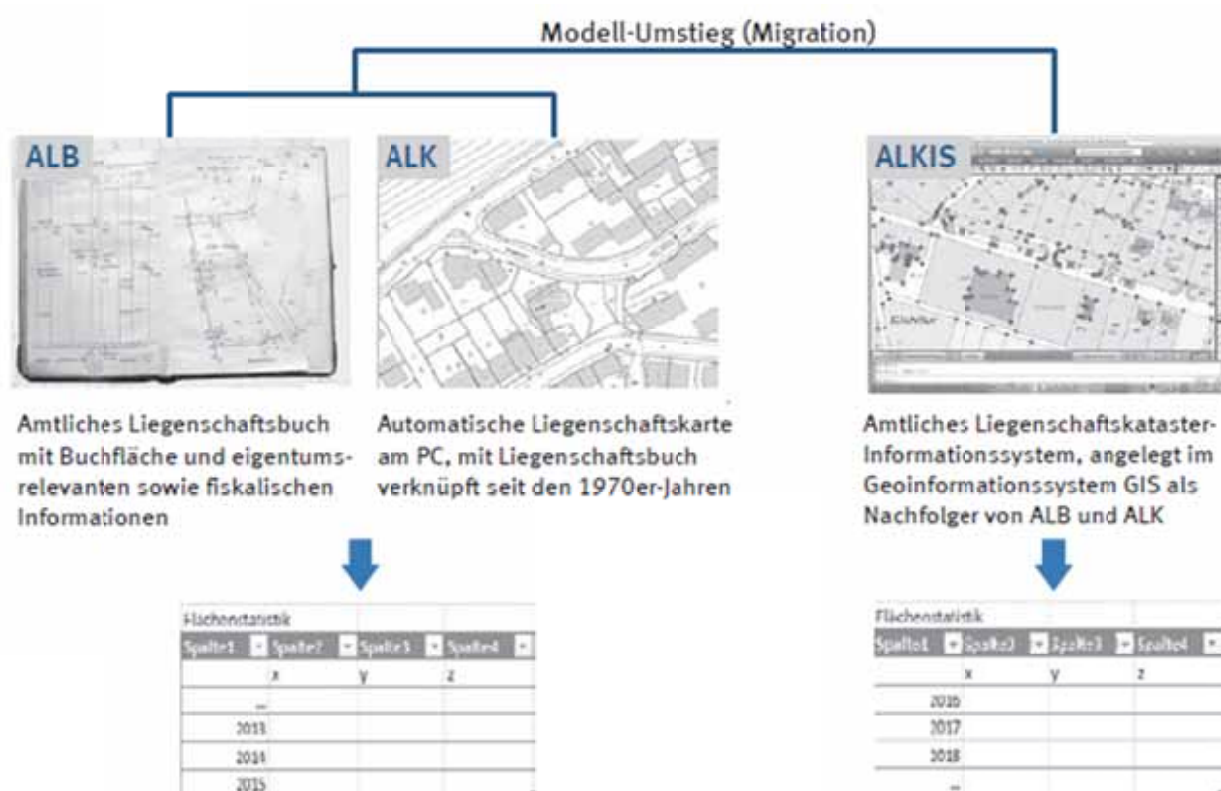 Modell-Umstieg (Migration)
ALB
ALK
ALKIS
Amtliches Liegenschaftsbuch
mit Buchfläche und eigentums-
relevanten sowie fiskalischen
Informationen
Automatische Liegenschaftskarte
am PC, mit Liegenschaftsbuch
verknüpft seit den 1970er-Jahren
Amtliches Liegenschaftskataster-
Informationssystem, angelegt im
Geoinformationssystem GIS als
Nachfolger von ALB und ALK
Flächenstatistik
Spalte1 Spalte2 Spalte3 Spalte4
x y z
...
2013
2014
2015
Flächenstatistik
Spalte1 Spalte2 Spalte3 Spalte4
x y z
2016
2017
2018
...